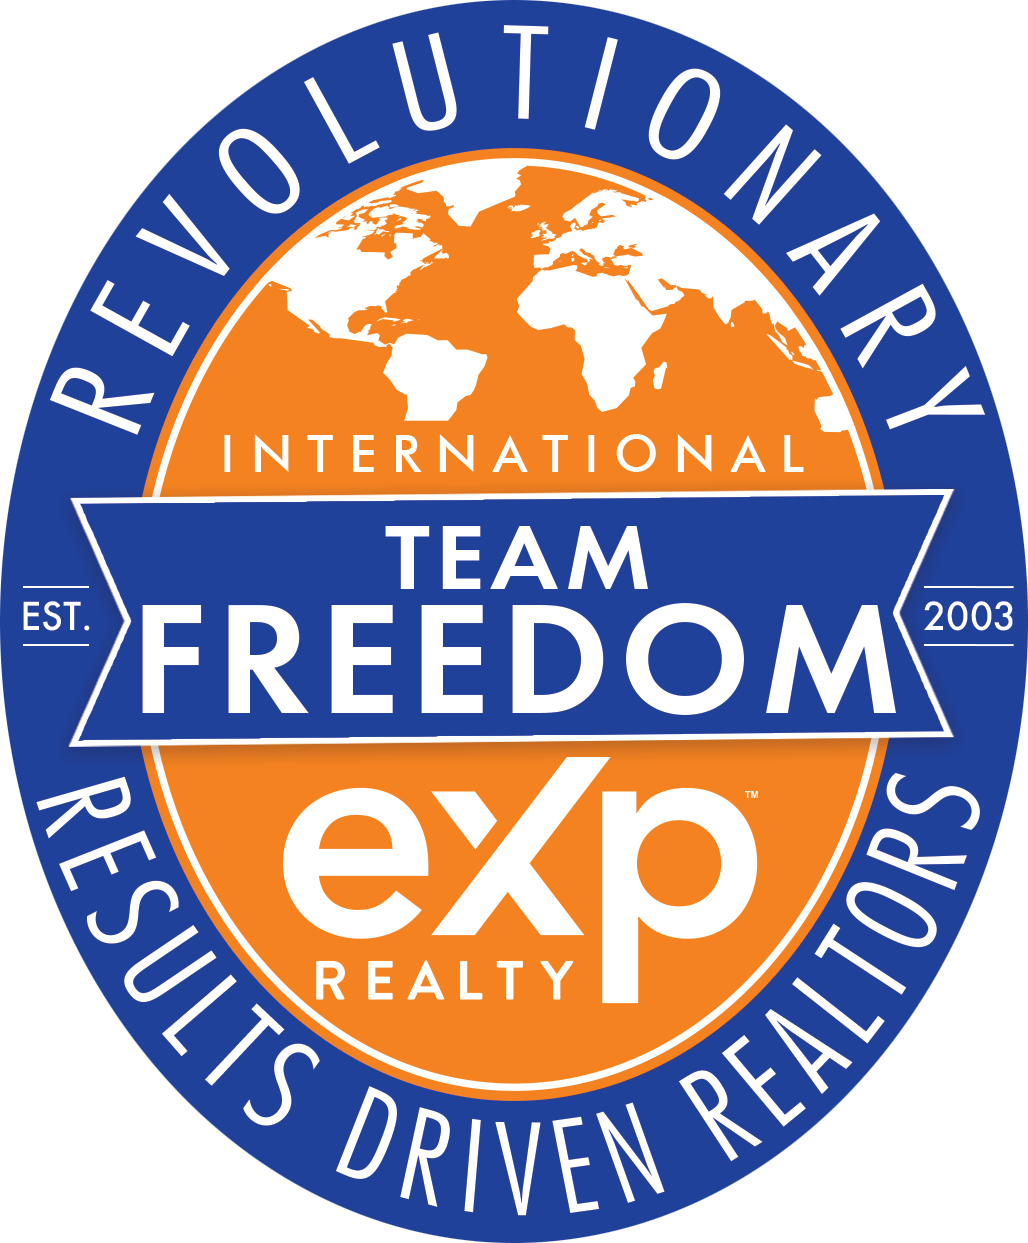 REVOLUTIONARY
INTERNATIONAL
TEAM
FREEDOM
EST.
2003
eXp™
REALTY
RESULTS DRIVEN REALTORS